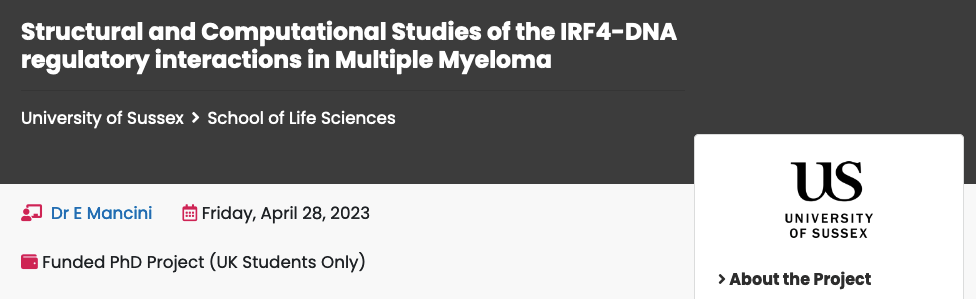 Structural and Computational Studies of the IRF4-DNA
regulatory interactions in Multiple Myeloma
University of Sussex > School of Life Sciences
Dr E Mancini Friday, April 28, 2023
Funded PhD Project (UK Students Only)
US
UNIVERSITY
OF SUSSEX
> About the Project